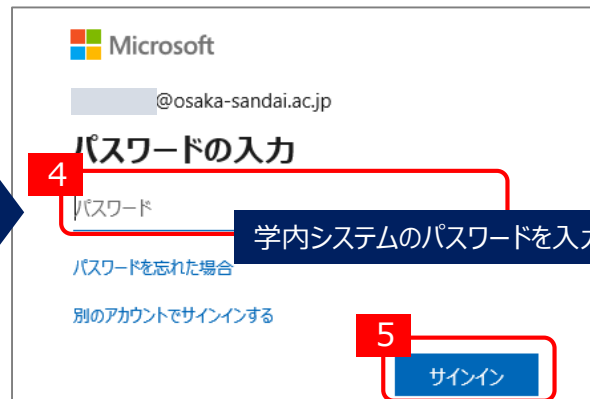 Microsoft
@osaka-sandai.ac.jp
パスワードの入力
4
パスワード
学内システムのパスワードを入力
パスワードを忘れた場合
別のアカウントでサインインする
5
サインイン